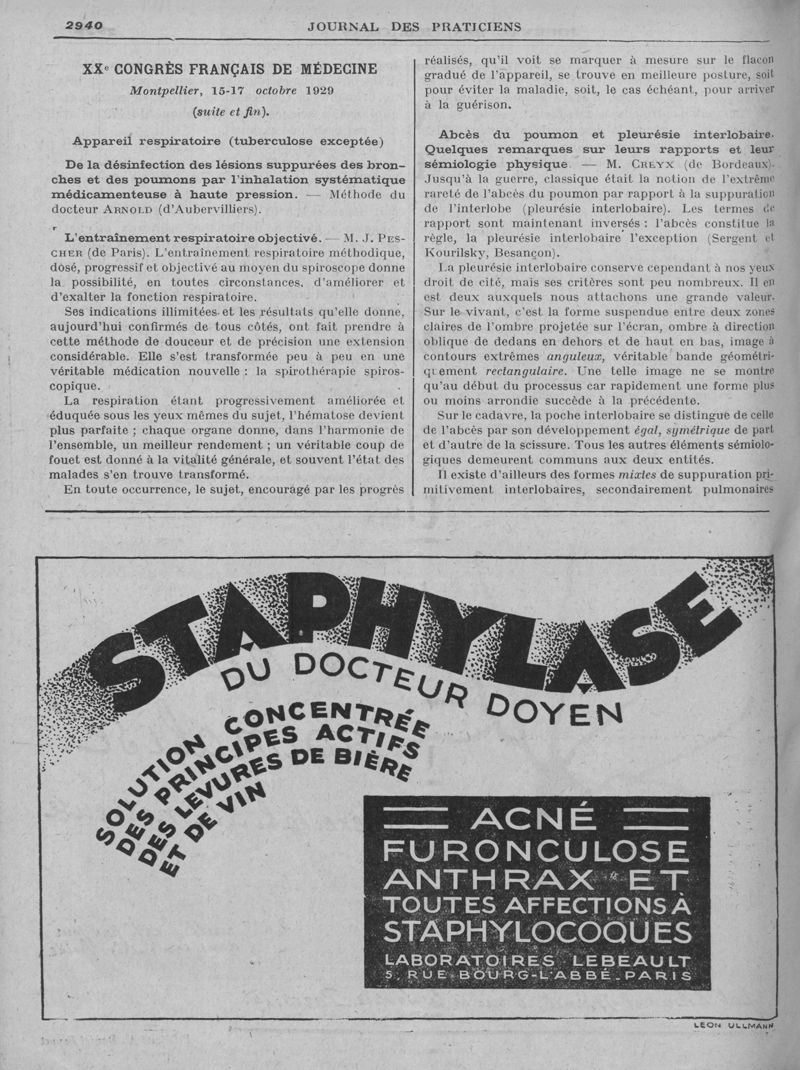 2940
JOURNAL DES PRATICIENS
XXe CONGRÈS FRANÇAIS DE MÉDECINE
Montpellier, 15-17 octobre 1929
(suite et fin).
Appareil respiratoire (tuberculose exceptée)
De la désinfection des lésions suppurées des bron-
ches et des poumons par l'inhalation systématique
médicamenteuse à haute pression. — Méthode du
docteur ARNOLD (d'Aubervilliers).
L'entraînement respiratoire objectivé. — M. J. PES-
CHER (de Paris). L'entraînement respiratoire méthodique,
dosé, progressif et objectivé au moyen du spiroscope donne
la possibilité, en toutes circonstances, d'améliorer et
d'exalter la fonction respiratoire.
Ses indications illimitées et les résultats qu'elle donne,
aujourd'hui confirmés de tous côtés, ont fait prendre à
cette méthode de douceur et de précision une extension
considérable. Elle s'est transformée peu à peu en une
véritable médication nouvelle : la spirothérapie spiros-
copique.
La respiration étant progressivement améliorée et
éduquée sous les yeux mêmes du sujet, l'hématose devient
plus parfaite ; chaque organe donne, dans l'harmonie de
l'ensemble, un meilleur rendement ; un véritable coup de
fouet est donné à la vitalité générale, et souvent l'état des
malades s'en trouve transformé.
En toute occurrence, le sujet, encouragé par les progrès
réalisés, qu'il voit se marquer à mesure sur le flacon
gradué de l'appareil, se trouve en meilleure posture, soit
pour éviter la maladie, soit, le cas échéant, pour arriver
à la guérison.
Abcès du poumon et pleurésie interlobaire.
Quelques remarques sur leurs rapports et leur
sémiologie physique. — M. CREYX (de Bordeaux).
Jusqu'à la guerre, classique était la notion de l'extrême
rareté de l'abcès du poumon par rapport à la suppuration
de l'interlobe (pleurésie interlobaire). Les termes de
rapport sont maintenant inversés : l'abcès constitue la
règle, la pleurésie interlobaire l'exception (Sergent et
Kourilsky, Besançon).
La pleurésie interlobaire conserve cependant à nos yeux
droit de cité, mais ses critères sont peu nombreux. Il en
est deux auxquels nous attachons une grande valeur.
Sur le vivant, c'est la forme suspendue entre deux zones
claires de l'ombre projetée sur l'écran, ombre à direction
oblique de dedans en dehors et de haut en bas, image à
contours extrêmes anguleux, véritable bande géométri-
quement rectangulaire. Une telle image ne se montre
qu'au début du processus car rapidement une forme plus
ou moins arrondie succède à la précédente.
Sur le cadavre, la poche interlobaire se distingue de celle
de l'abcès par son développement égal, symétrique de part
et d'autre de la scissure. Tous les autres éléments sémiolo-
giques demeurent communs aux deux entités.
Il existe d'ailleurs des formes mixtes de suppuration pri-
mitivement interlobaires, secondairement pulmonaires
STAPHYLASE
DU DOCTEUR DOYEN
SOLUTION CONCENTRÉE
DES PRINCIPES ACTIFS
DES LEVURES DE BIÈRE
ET DE VIN
ACNÉ
FURONCULOSE
ANTHRAX ET
TOUTES AFFECTIONS À
STAPHYLOCOQUES
LABORATOIRES LEBEAULT
5, RUE BOURG-L'ABBÉ. PARIS
LEON ULLMANN